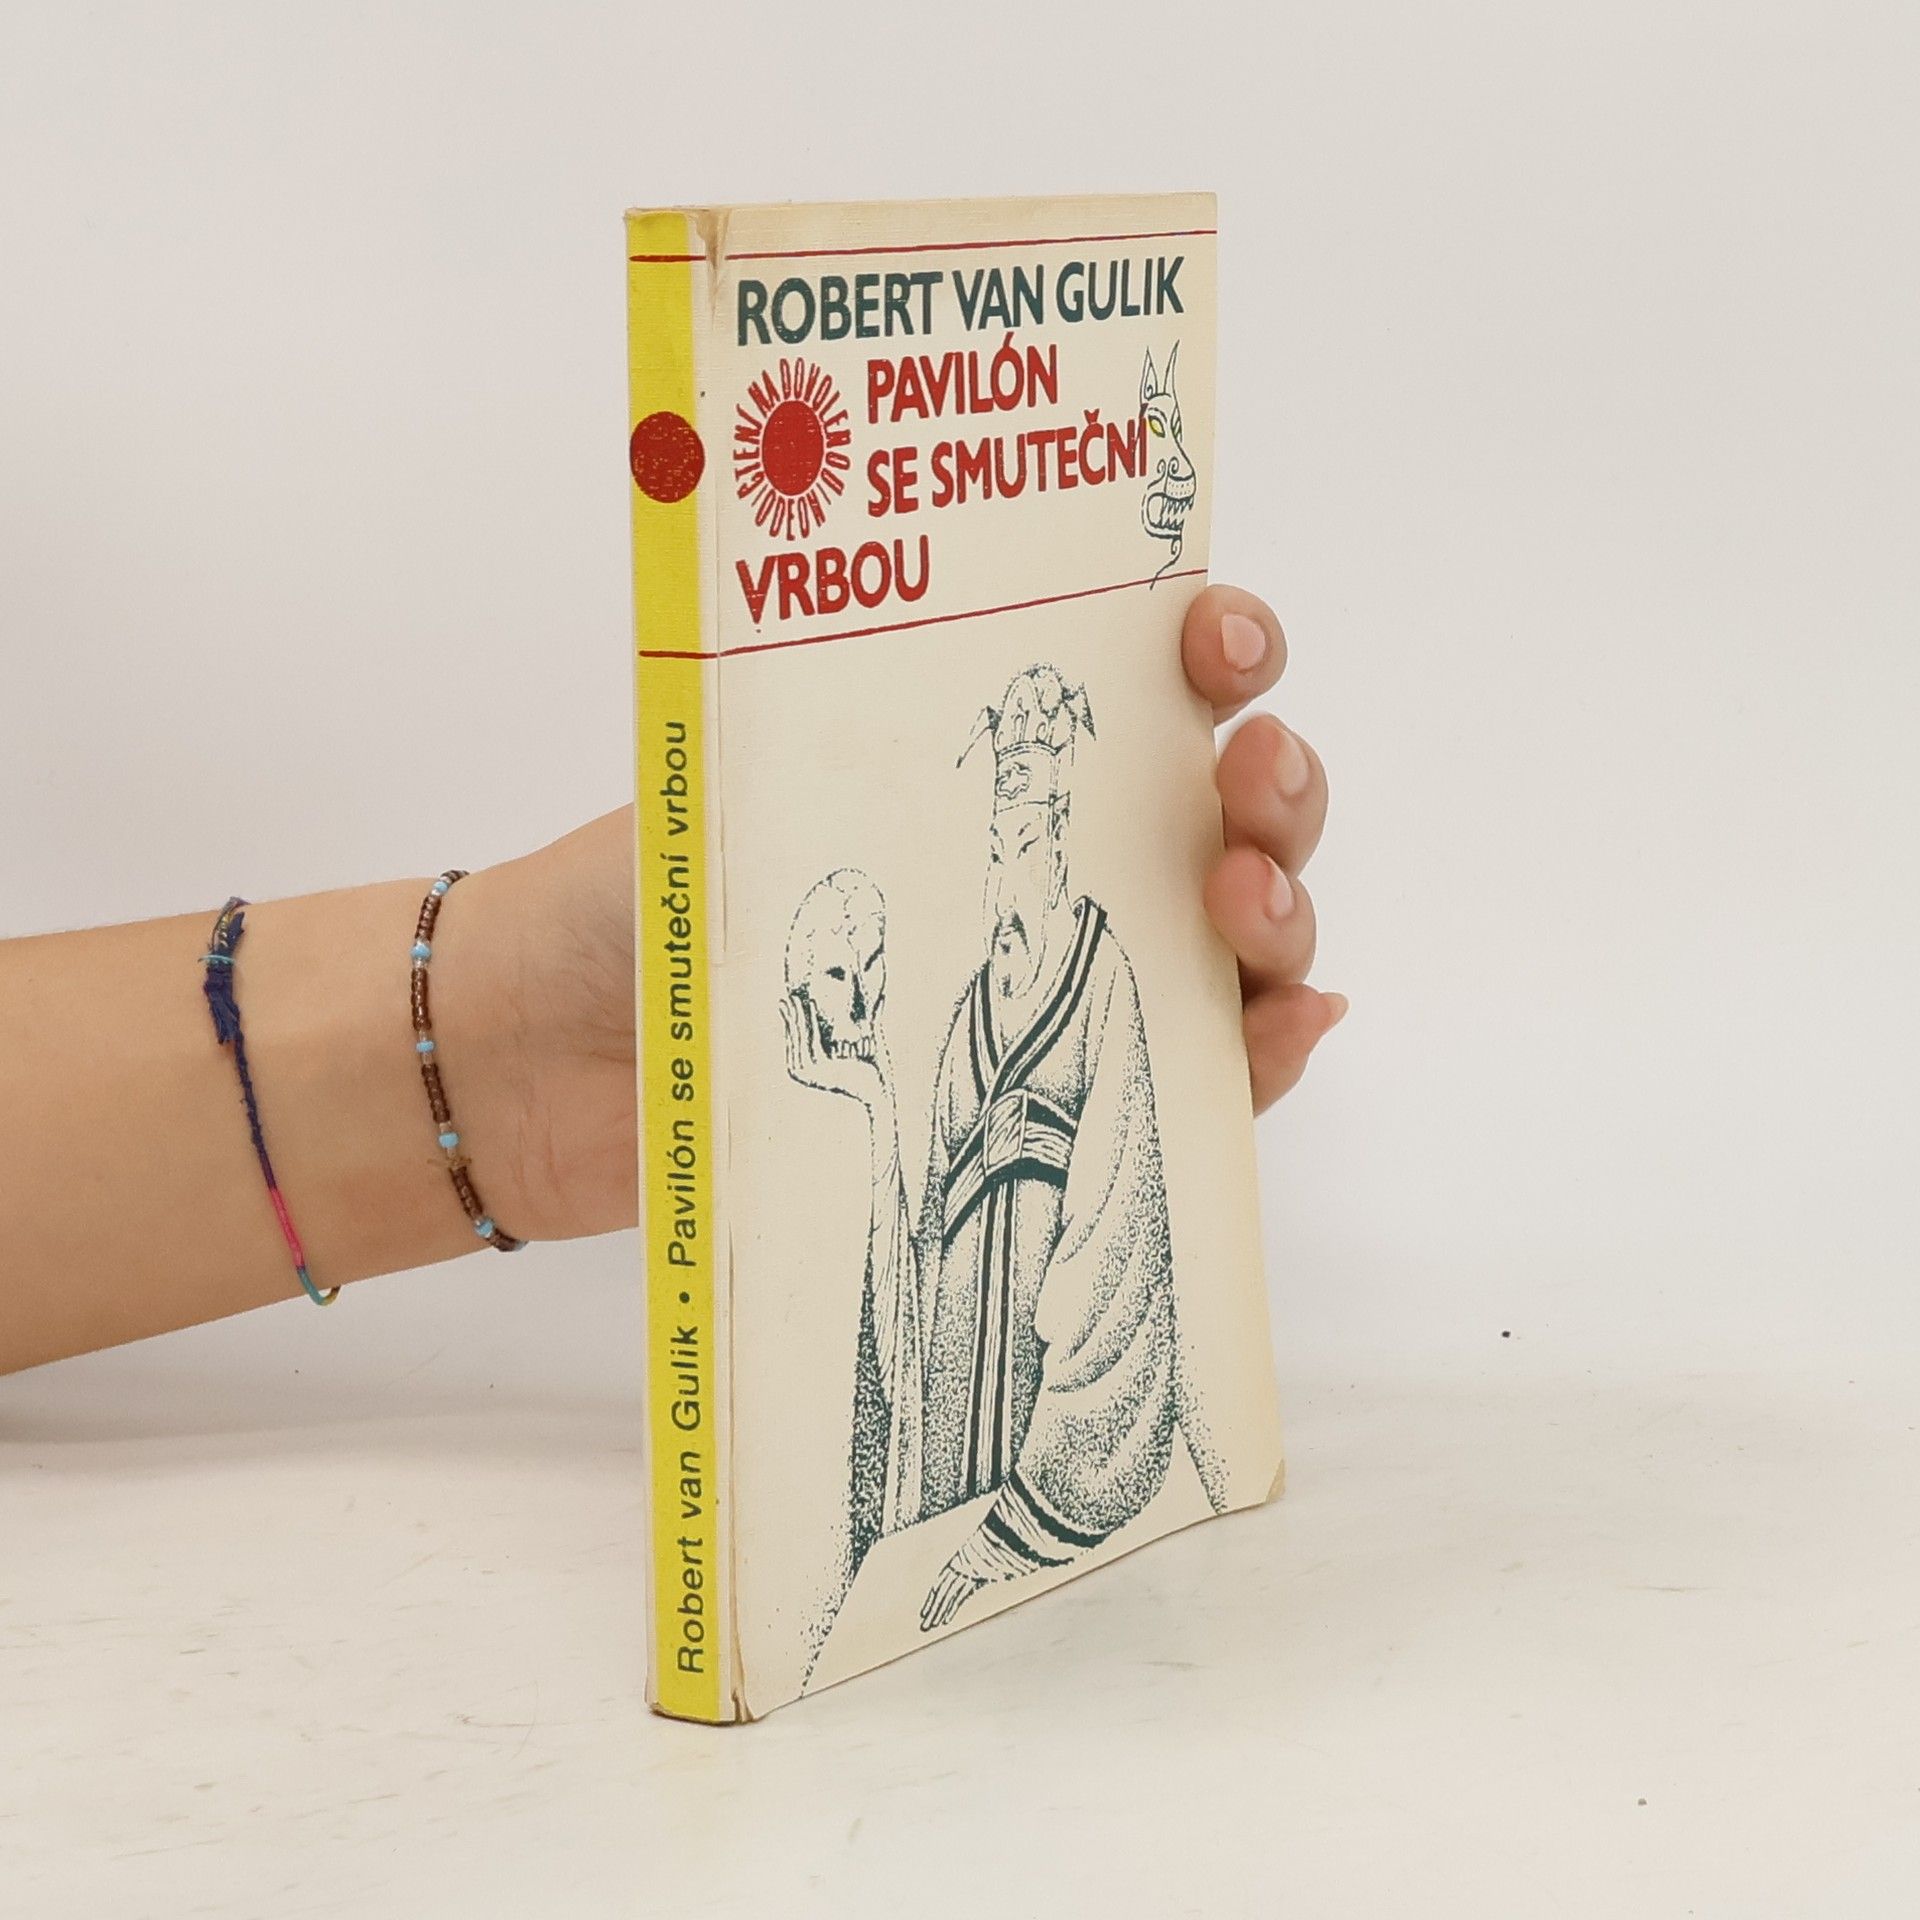 ROBERT VAN GULIK
PAVILÓN
SE SMUTEČNÍ
VRBOU
ČTENÍ NA DOVOLENOU
ODEON
Robert van Gulik • Pavilón se smuteční vrbou